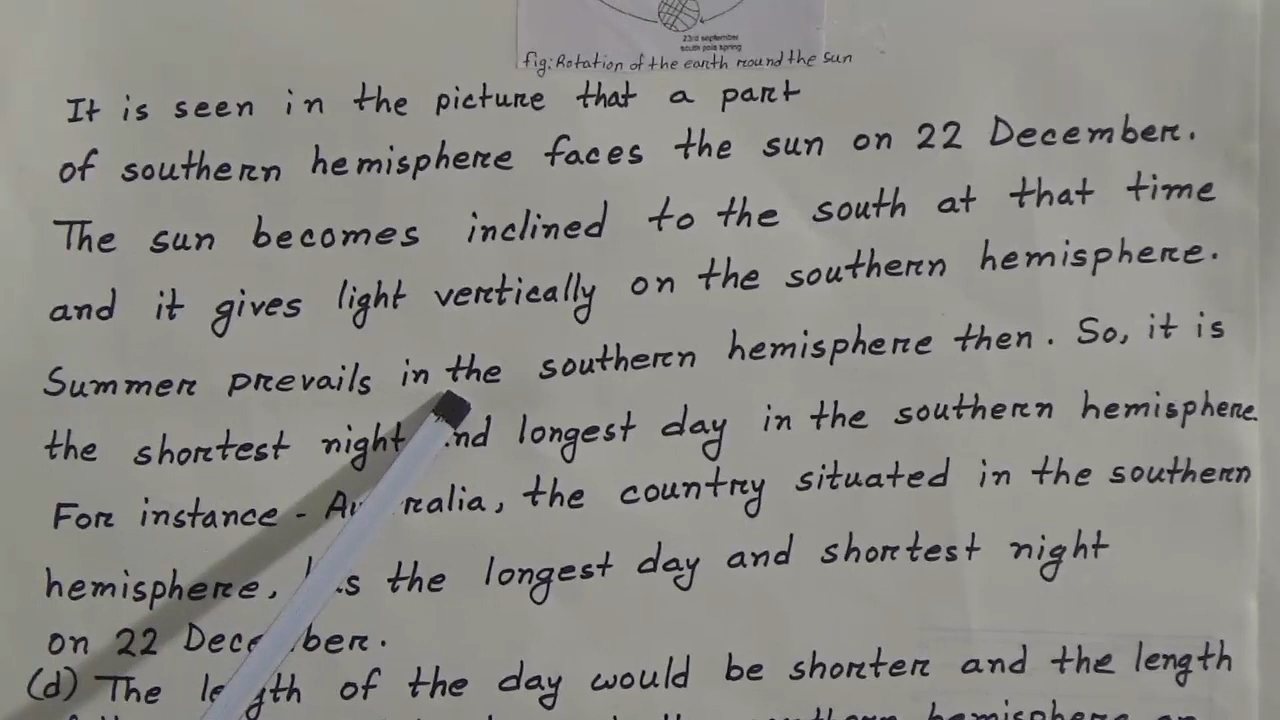 23rd september
south pole spring
fig: Rotation of the earth round the sun
It is seen in the picture that a part
of southern hemisphere faces the sun on 22 December.
The sun becomes inclined to the south at that time
and it gives light vertically on the southern hemisphere.
Summer prevails in the southern hemisphere then. So, it is
the shortest night and longest day in the southern hemisphere.
For instance - Australia, the country situated in the southern
hemisphere, has the longest day and shortest night
on 22 December.
(d) The length of the day would be shorter and the length
hemisphere on